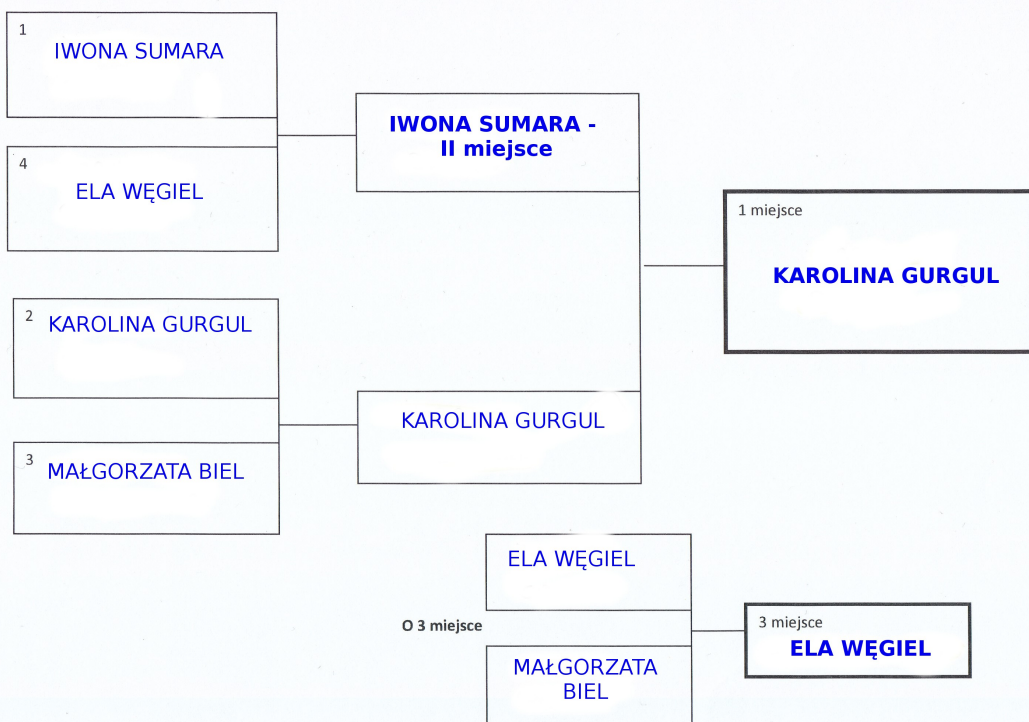 1
IWONA SUMARA
4
ELA WĘGIEL
IWONA SUMARA -
II miejsce
2
KAROLINA GURGUL
3
MAŁGORZATA BIEL
KAROLINA GURGUL
1 miejsce
KAROLINA GURGUL
O 3 miejsce
ELA WĘGIEL
MAŁGORZATA
BIEL
3 miejsce
ELA WĘGIEL